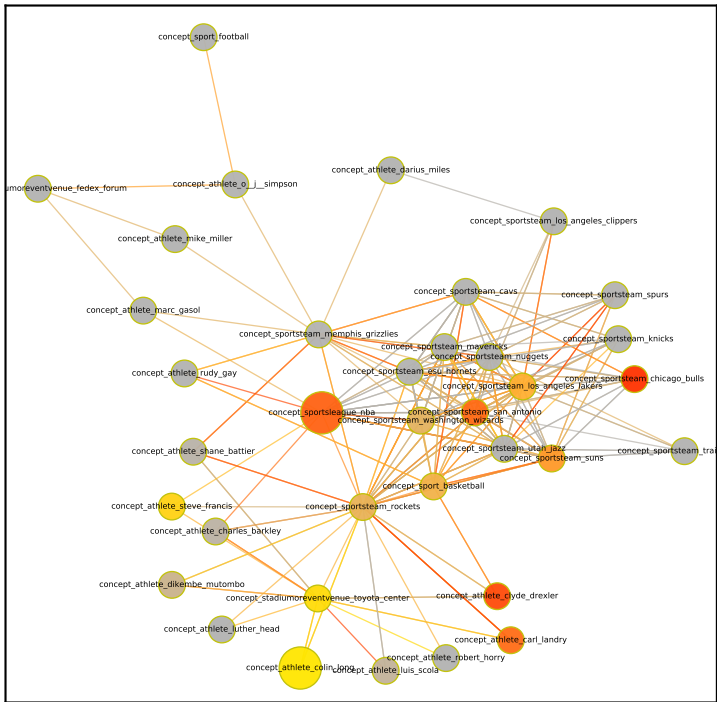 concept_sport_football
concept_athlete_darius_miles
concept_athlete_o__j__simpson
umoreventvenue_fedex_forum
concept_sportsteam_los_angeles_clippers
concept_athlete_mike_miller
concept_sportsteam_cavs
concept_sportsteam_spurs
concept_athlete_marc_gasol
concept_sportsteam_memphis_grizzlies
concept_sportsteam_knicks
concept_sportsteam_mavericks
concept_sportsteam_nuggets
concept_athlete_rudy_gay
concept_sportsteam_esu_hornets
concept_sportsteam_chicago_bulls
concept_sportsteam_los_angeles_lakers
concept_sportsleague_nba
concept_sportsteam_san_antonio
concept_sportsteam_washington_wizards
concept_athlete_shane_battier
concept_sportsteam_utah_jazz
concept_sportsteam_trai
concept_sportsteam_suns
concept_sport_basketball
concept_athlete_steve_francis
concept_sportsteam_rockets
concept_athlete_charles_barkley
concept_athlete_dikembe_mutombo
concept_stadiumoreventvenue_toyota_center
concept_athlete_clyde_drexler
concept_athlete_luther_head
concept_athlete_carl_landry
concept_athlete_robert_horry
concept_athlete_colin_long
concept_athlete_luis_scola